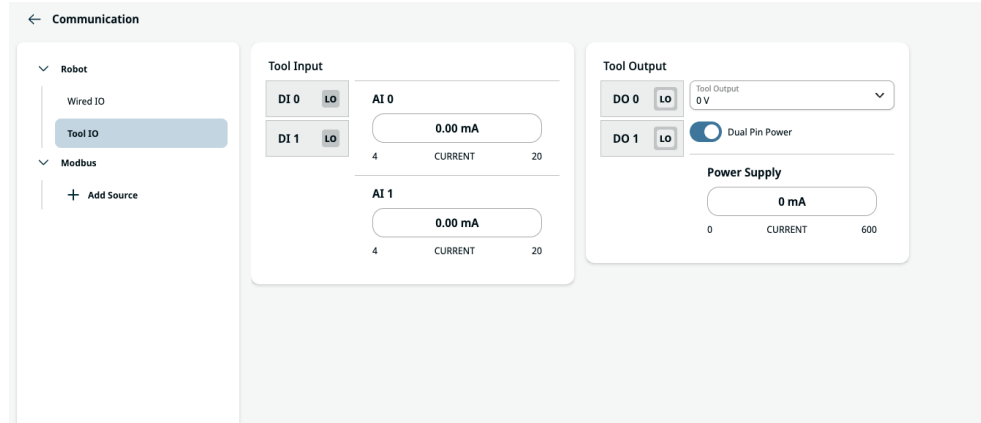 Communication
Robot
Wired IO
Tool IO
Modbus
Add Source
Tool Input
DI 0 LO
DI 1 LO
AI 0
0.00 mA
4 CURRENT 20
AI 1
0.00 mA
4 CURRENT 20
Tool Output
DO 0 LO
DO 1 LO
Tool Output
0 V
Dual Pin Power
Power Supply
0 mA
0 CURRENT 600